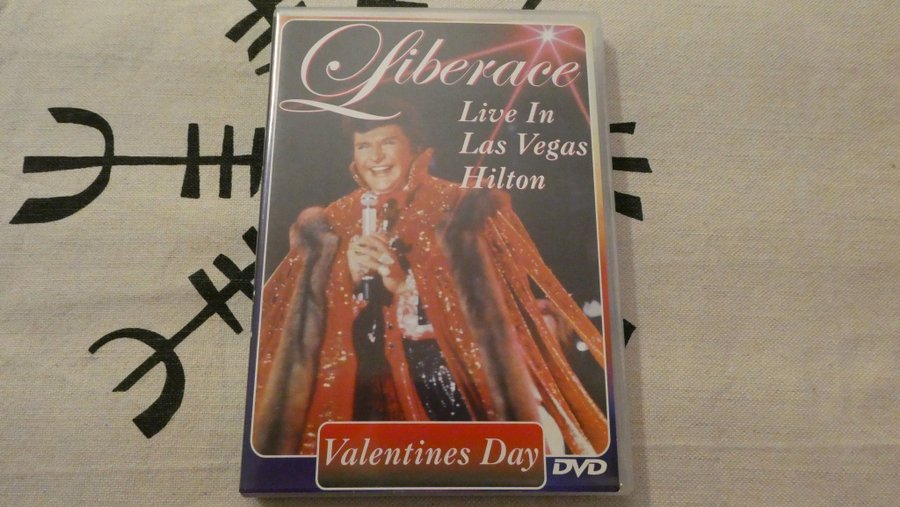 Liberace
Live In
Las Vegas
Hilton
Valentines Day
DVD